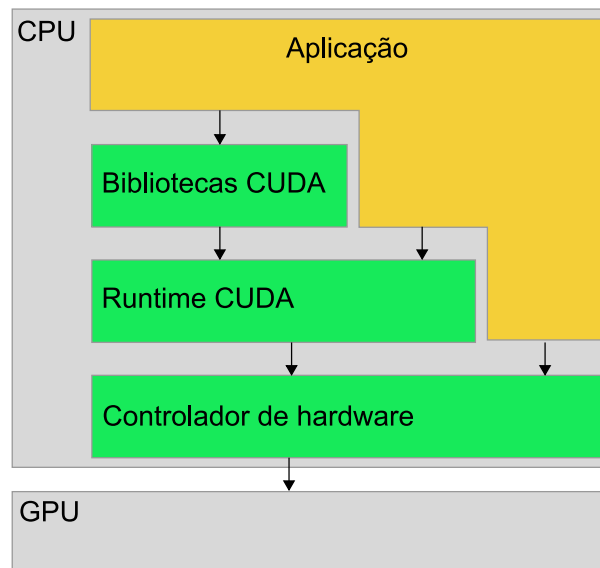 CPU
Aplicação
Bibliotecas CUDA
Runtime CUDA
Controlador de hardware
GPU